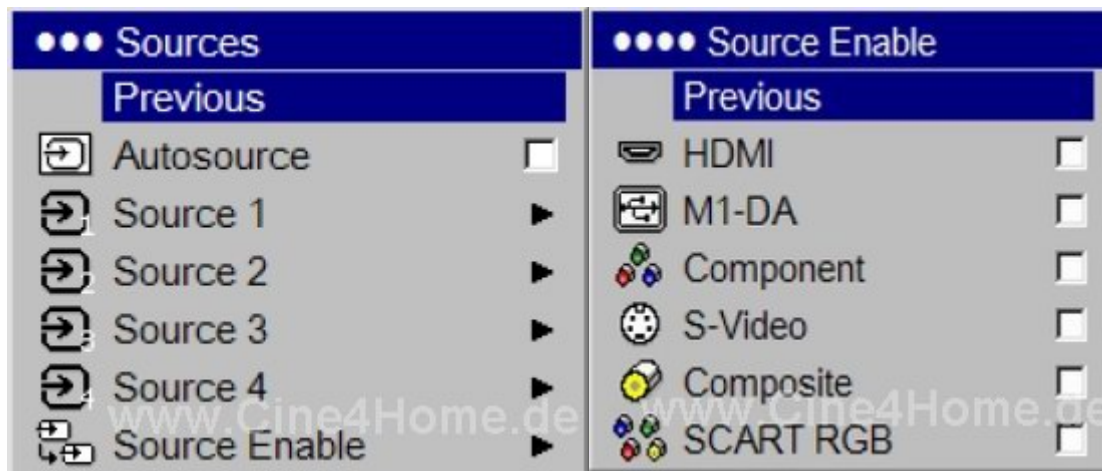 Sources
Previous
Autosource
Source 1
Source 2
Source 3
Source 4
Source Enable
www.Cine4Home.de
Source Enable
Previous
HDMI
M1-DA
Component
S-Video
Composite
SCART RGB
www.Cine4Home.de